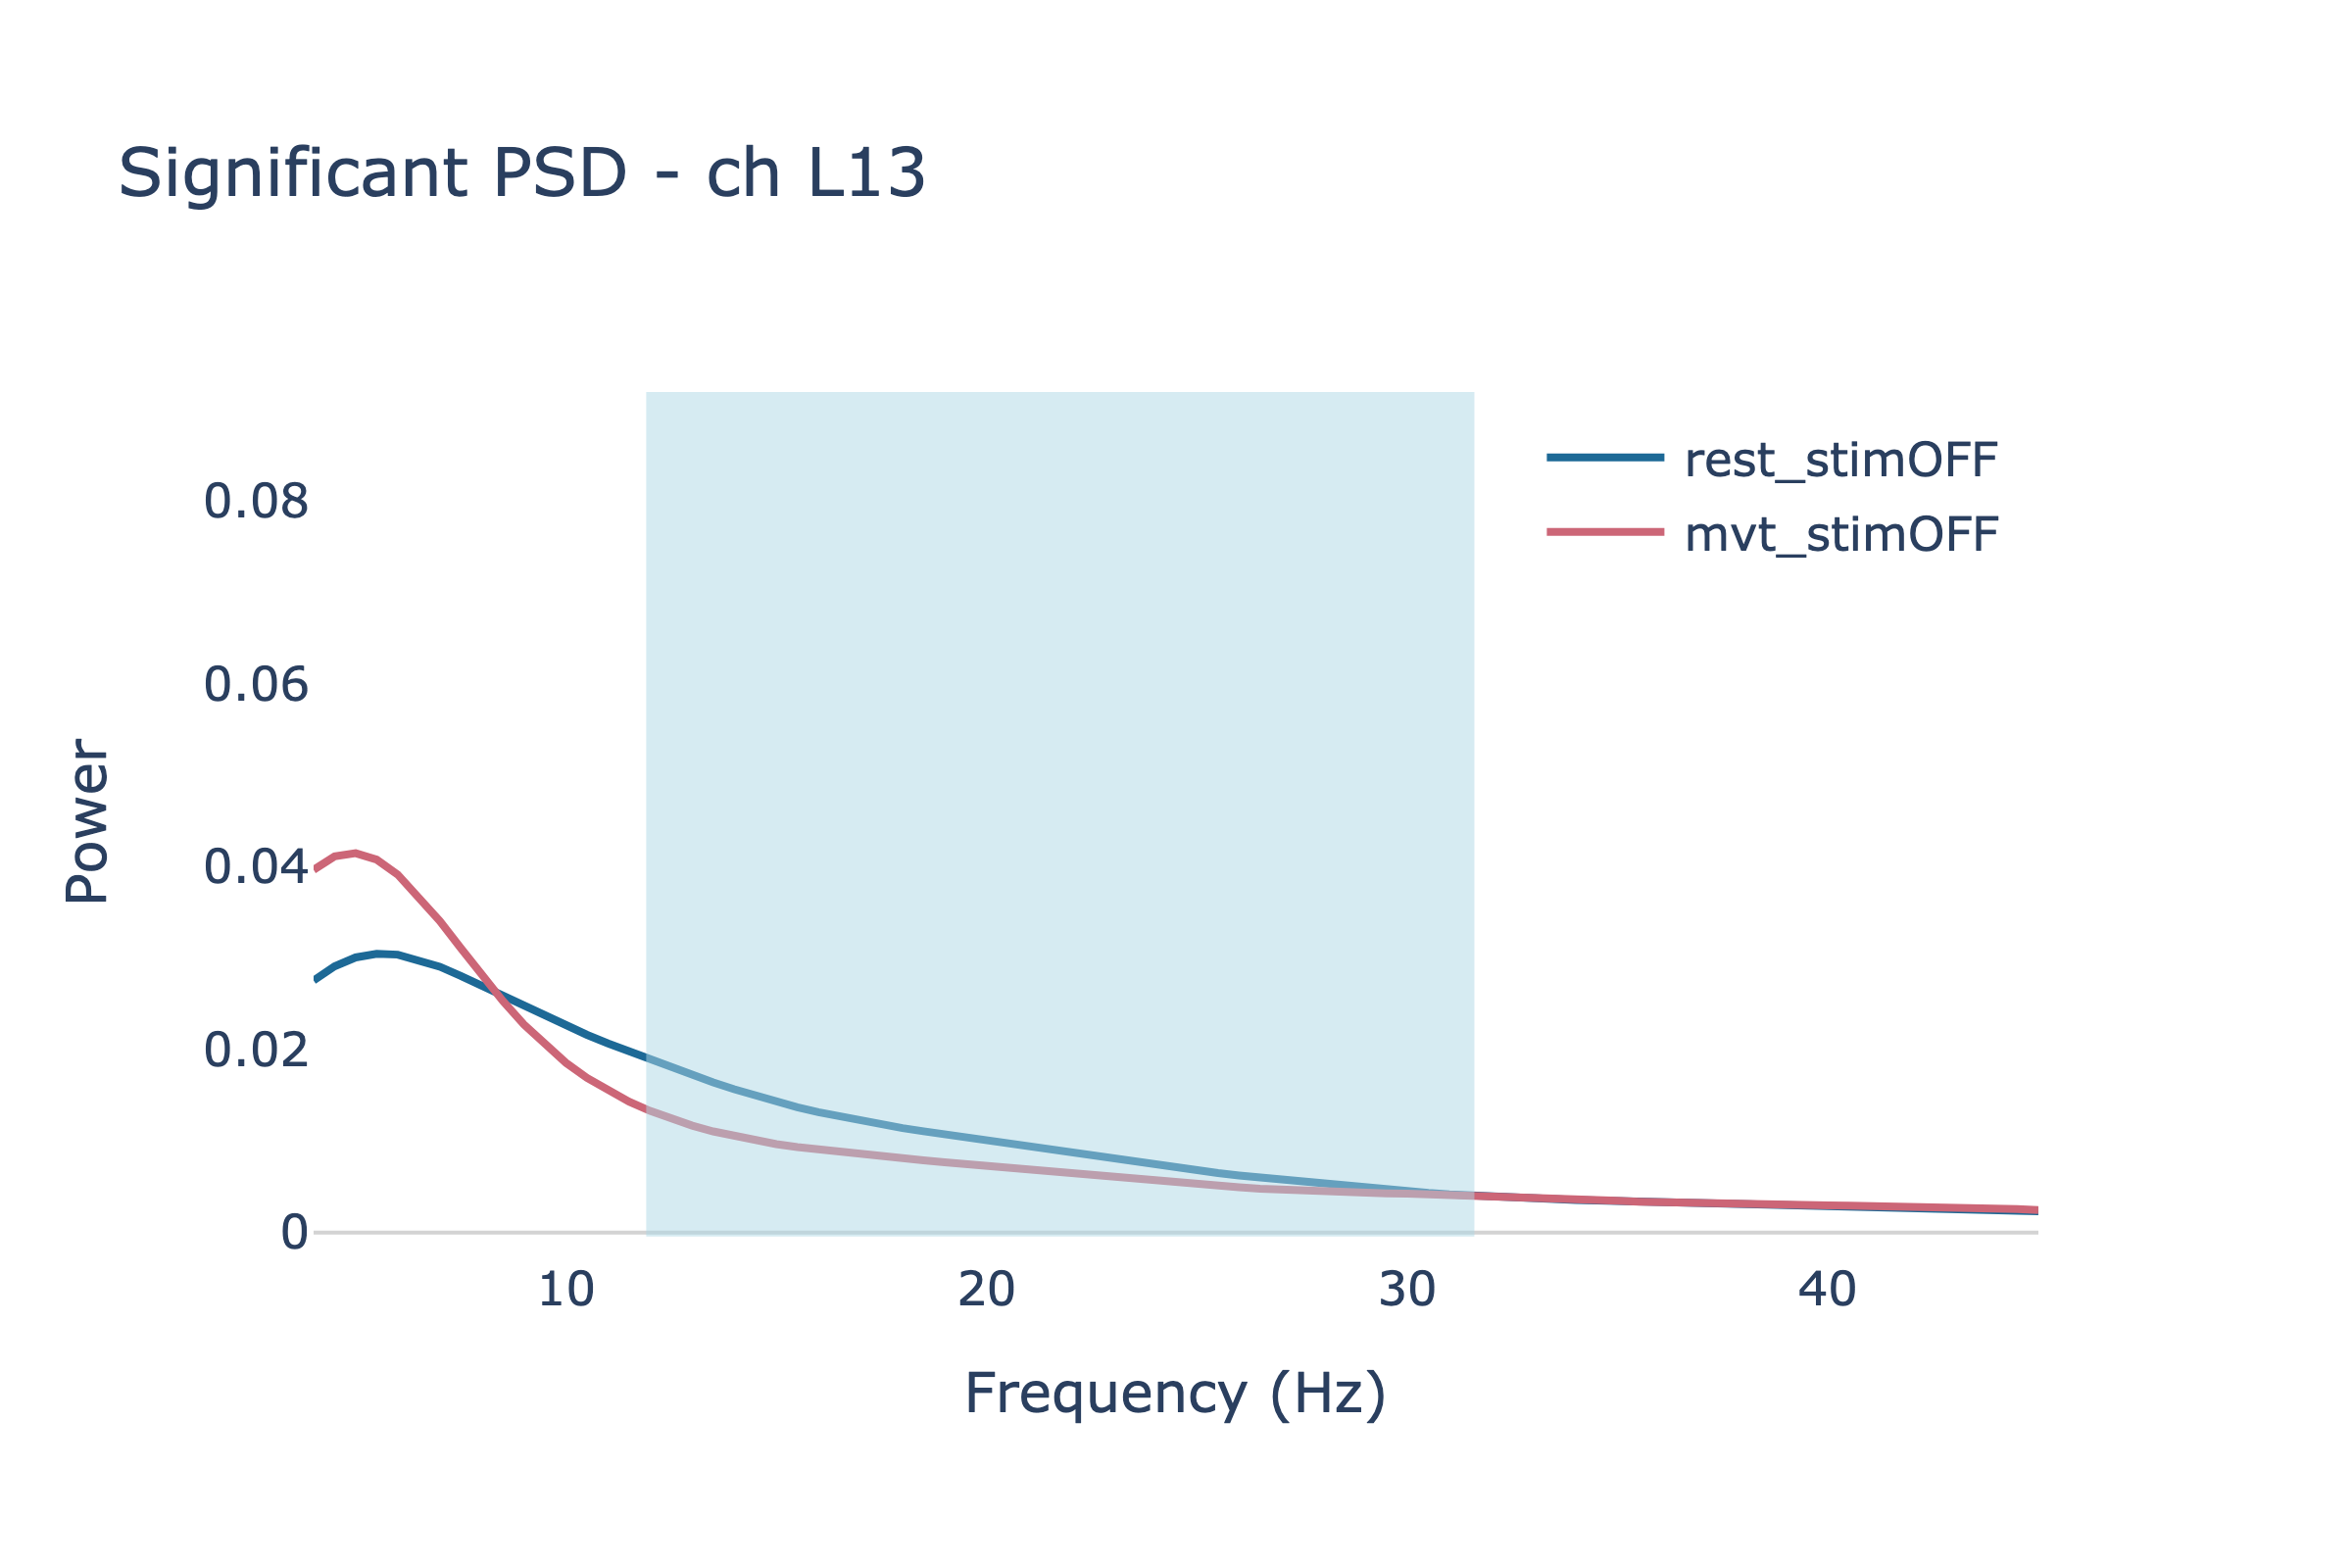 Significant PSD - ch L13
rest_stimOFF
mvt_stimOFF
0.08
0.06
0.04
0.02
0
Power
10 20 30 40
Frequency (Hz)